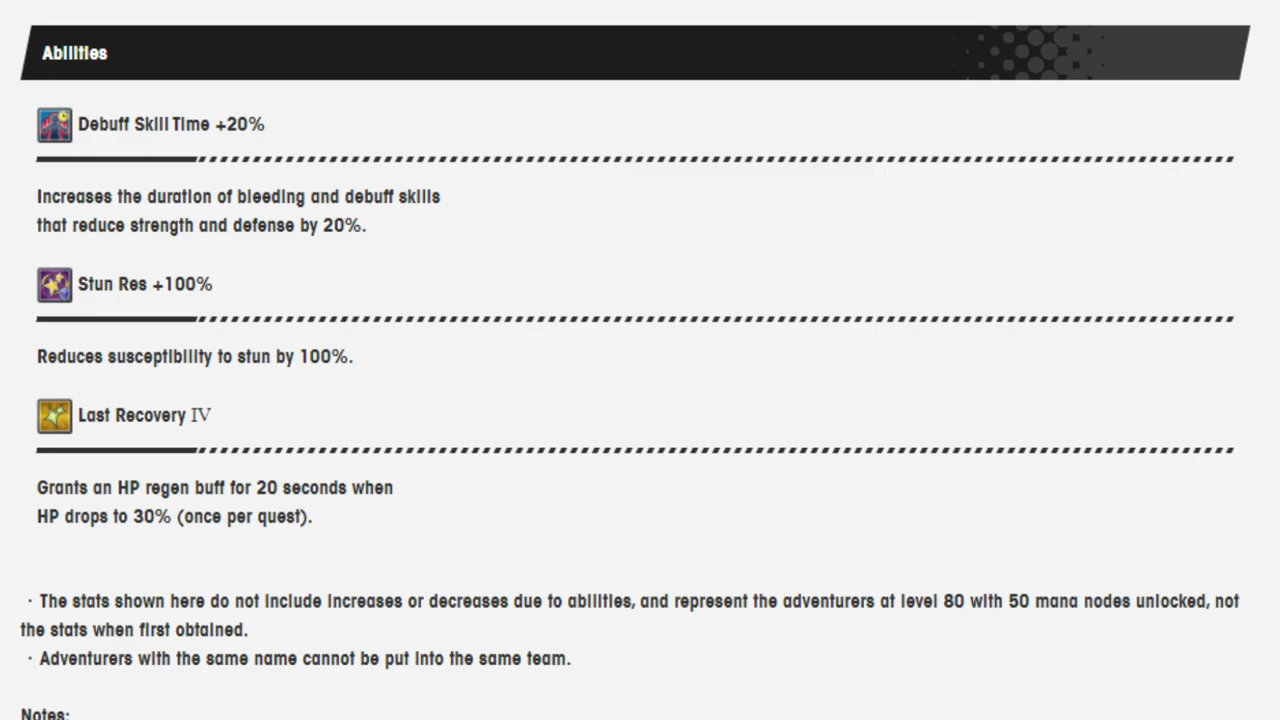 Abilities
Debuff Skill Time +20%
Increases the duration of bleeding and debuff skills
that reduce strength and defense by 20%.
Stun Res +100%
Reduces susceptibility to stun by 100%.
Last Recovery IV
Grants an HP regen buff for 20 seconds when
HP drops to 30% (once per quest).
· The stats shown here do not include increases or decreases due to abilities, and represent the adventurers at level 80 with 50 mana nodes unlocked, not
the stats when first obtained.
· Adventurers with the same name cannot be put into the same team.
Notes: